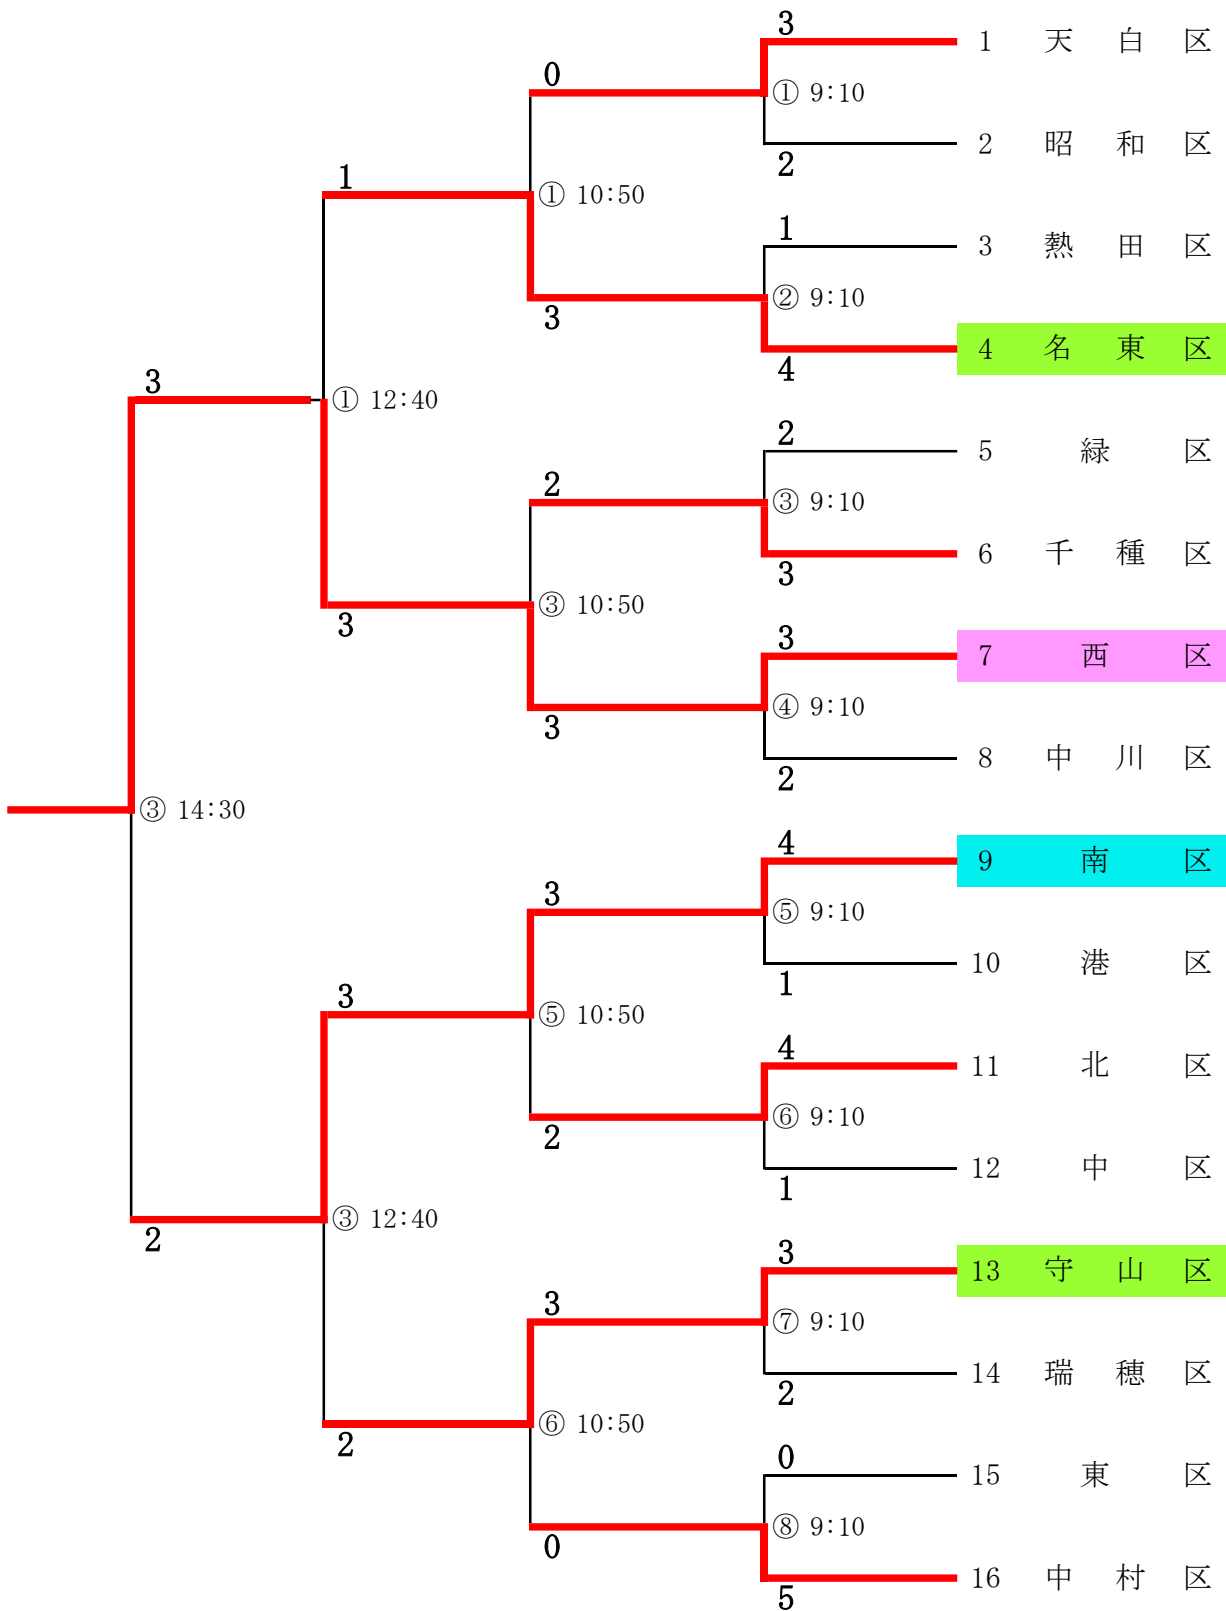 3
1 天白区
0
① 9:10
2 昭和区
2
1
① 10:50
1
3 熱田区
② 9:10
3
4 名東区
4
3
① 12:40
2
5 緑区
2
③ 9:10
6 千種区
3
③ 10:50
3
3
7 西区
④ 9:10
3
8 中川区
2
③ 14:30
4
9 南区
3
⑤ 9:10
10 港区
1
3
⑤ 10:50
4
11 北区
⑥ 9:10
2
12 中区
1
③ 12:40
2
3
13 守山区
3
⑦ 9:10
14 瑞穂区
2
⑥ 10:50
2
0
15 東区
⑧ 9:10
0
16 中村区
5